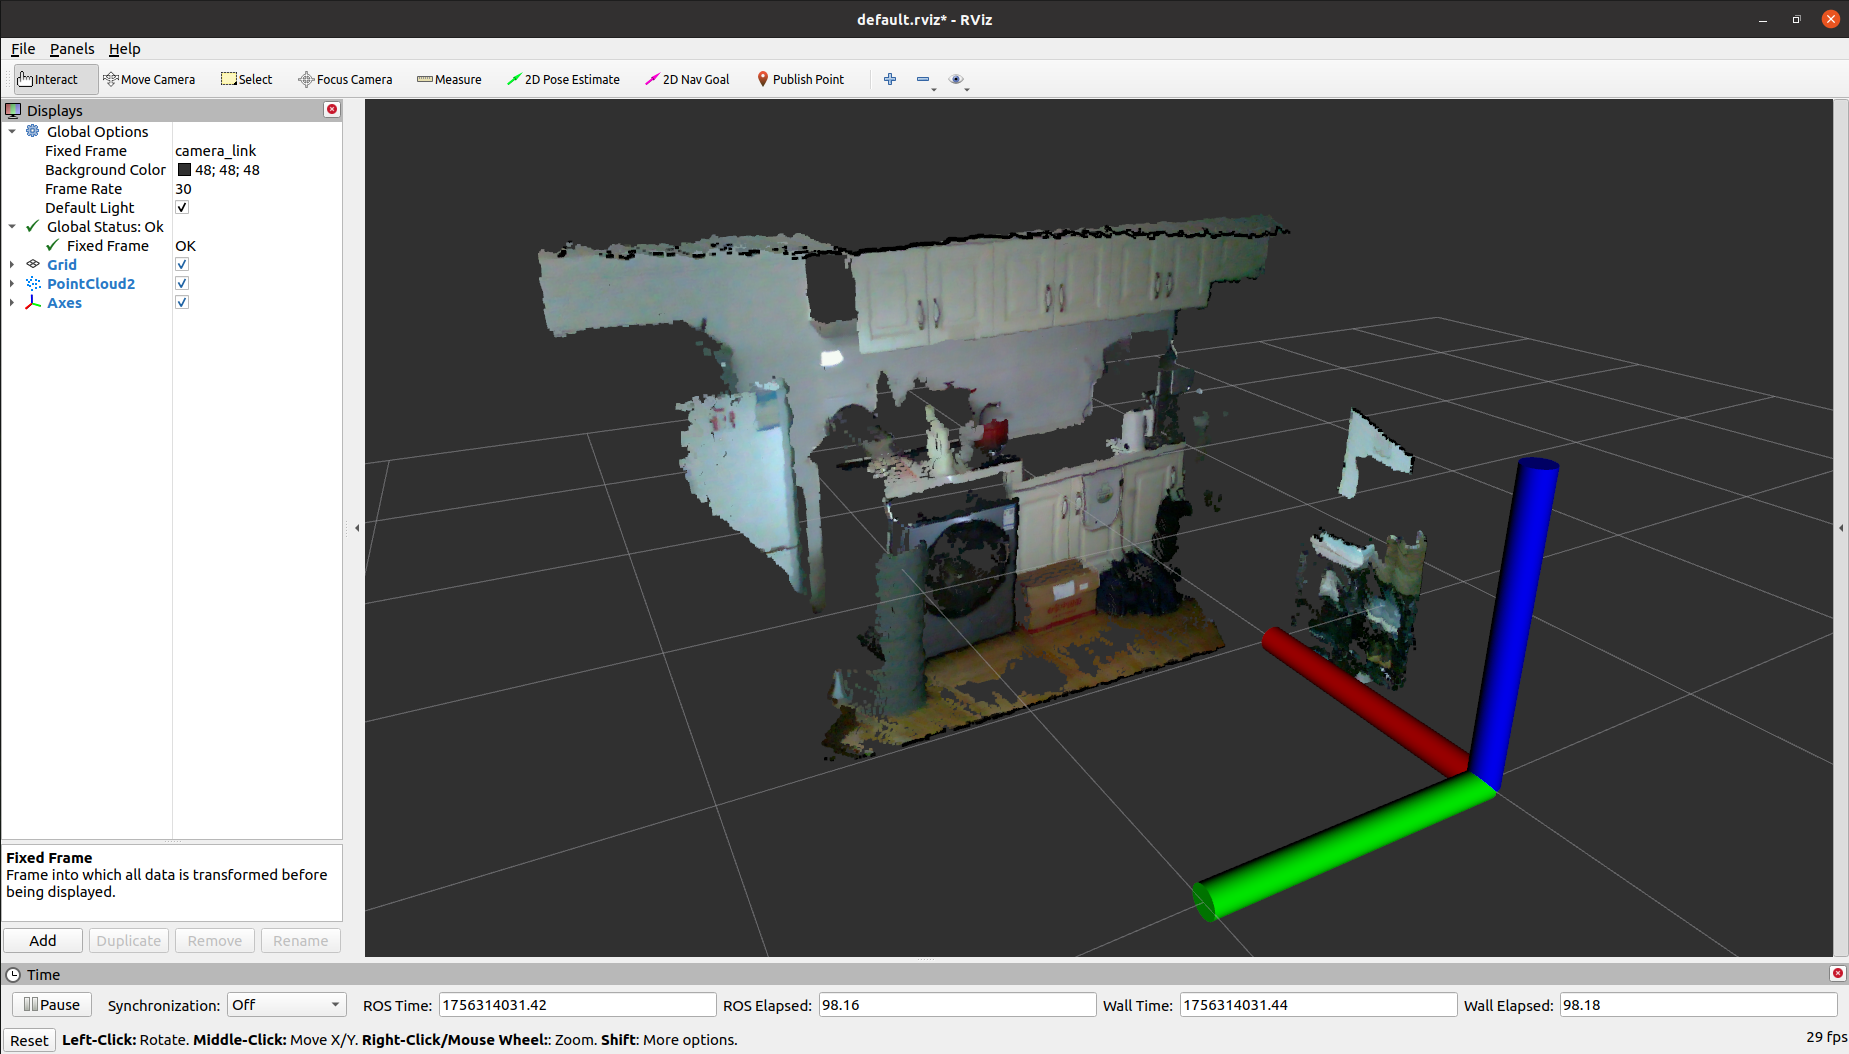 default.rviz* - RViz
File Panels Help
Interact Move Camera Select Focus Camera Measure 2D Pose Estimate 2D Nav Goal Publish Point
Displays
Global Options
Fixed Frame camera_link
Background Color 48; 48; 48
Frame Rate 30
Default Light
Global Status: Ok
Fixed Frame OK
Grid
PointCloud2
Axes
Fixed Frame
Frame into which all data is transformed before
being displayed.
Add Duplicate Remove Rename
Time
Pause Synchronization: Off ROS Time: 1756314031.42 ROS Elapsed: 98.16 Wall Time: 1756314031.44 Wall Elapsed: 98.18
Reset Left-Click: Rotate. Middle-Click: Move X/Y. Right-Click/Mouse Wheel:: Zoom. Shift: More options. 29 fps